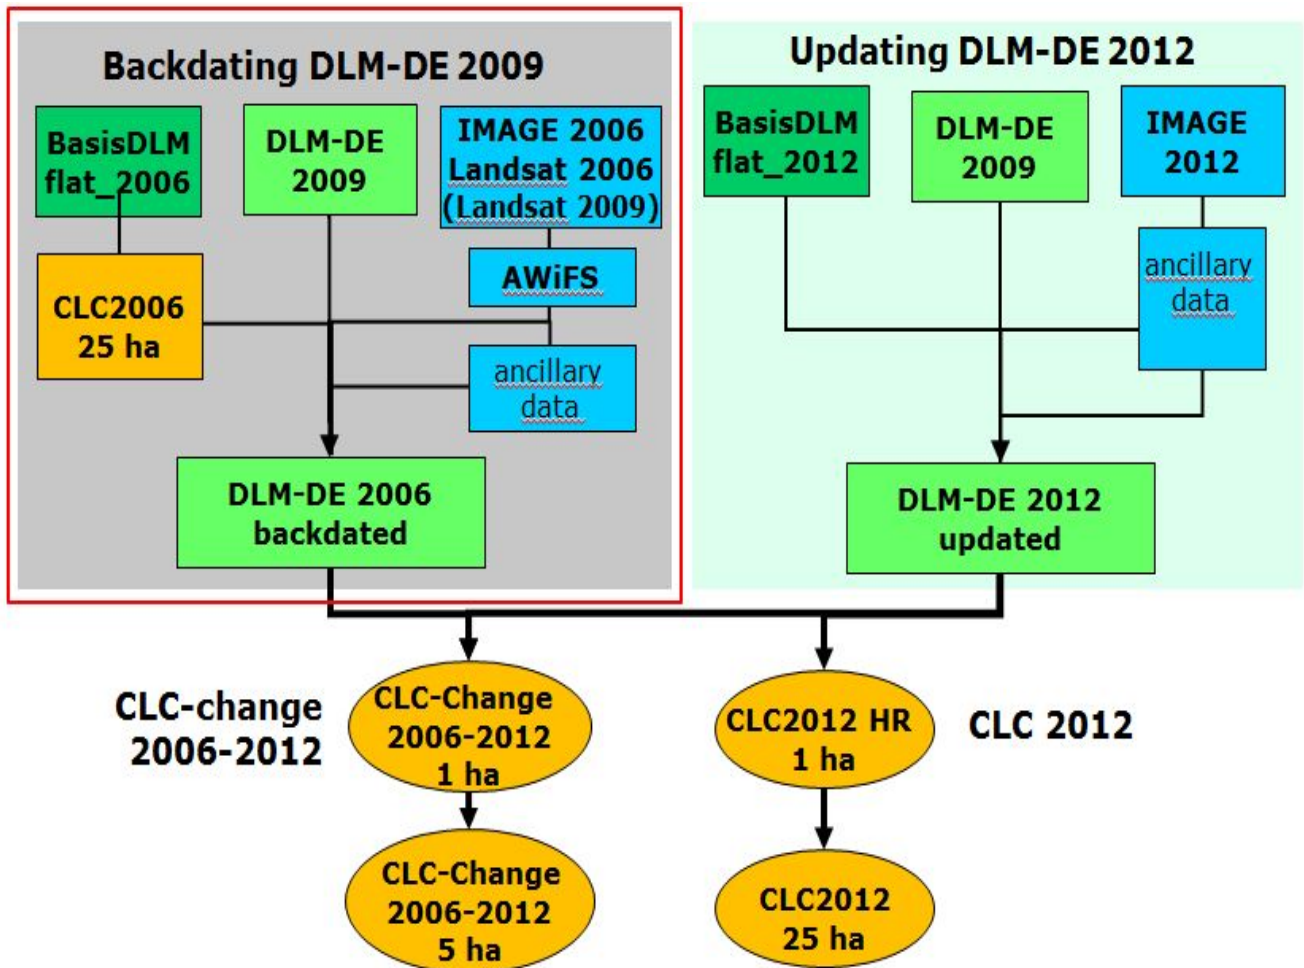 Backdating DLM-DE 2009
BasisDLM
flat_2006
DLM-DE
2009
IMAGE 2006
Landsat 2006
(Landsat 2009)
AWiFS
CLC2006
25 ha
ancillary
data
DLM-DE 2006
backdated
Updating DLM-DE 2012
BasisDLM
flat_2012
DLM-DE
2009
IMAGE
2012
ancillary
data
DLM-DE 2012
updated
CLC-change
2006-2012
CLC-Change
2006-2012
1 ha
CLC2012 HR
1 ha
CLC 2012
CLC-Change
2006-2012
5 ha
CLC2012
25 ha